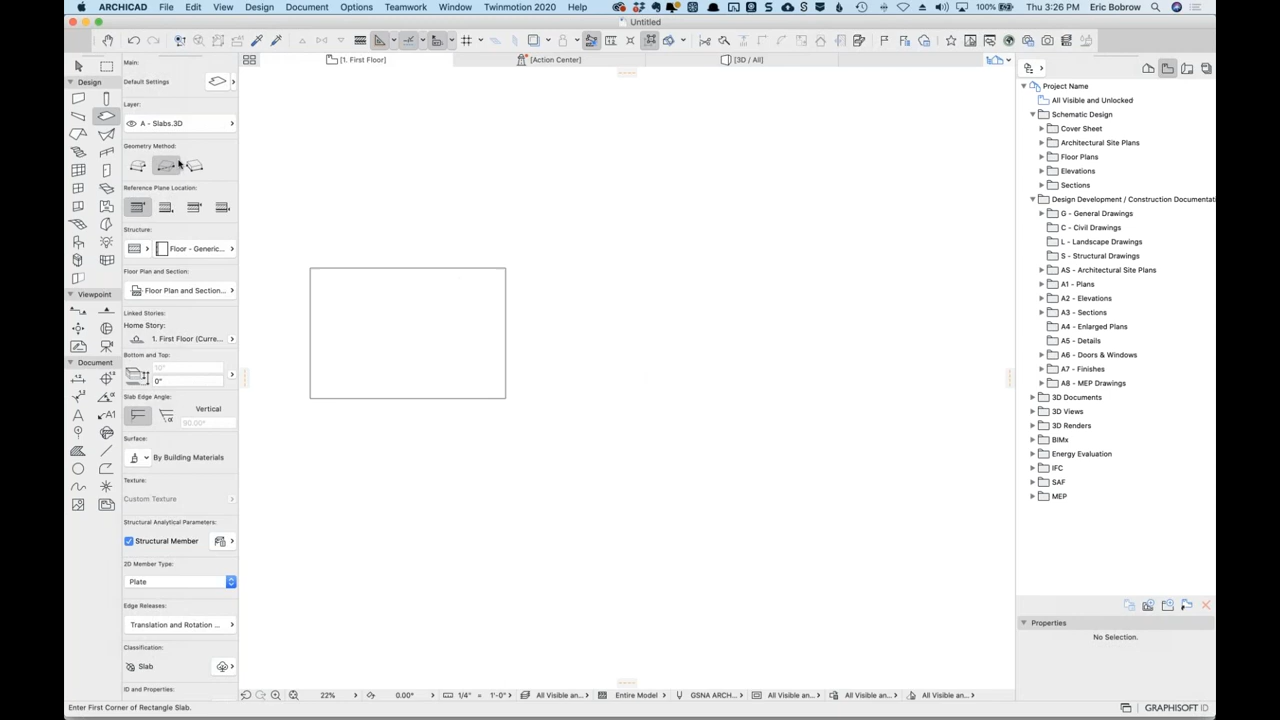 ARCHICAD File Edit View Design Document Options Teamwork Window Twinmotion 2020 Help 100% Thu 3:26 PM Eric Bobrow
Untitled
[1. First Floor] [Action Center] [3D / All]
Main:
Default Settings
Layer:
A - Slabs.3D
Geometry Method:
Reference Plane Location:
Structure:
Floor - Generic...
Floor Plan and Section:
Floor Plan and Section...
Linked Stories:
Home Story:
1. First Floor (Curre...
Bottom and Top:
0"
Slab Edge Angle:
Vertical
90.00°
Surface:
By Building Materials
Texture:
Custom Texture
Structural Analytical Parameters:
Structural Member
2D Member Type:
Plate
Edge Releases:
Translation and Rotation ...
Classification:
Slab
ID and Properties:
Design
Viewpoint
Document
A
A1
Project Name
All Visible and Unlocked
Schematic Design
Cover Sheet
Architectural Site Plans
Floor Plans
Elevations
Sections
Design Development / Construction Documentat
G - General Drawings
C - Civil Drawings
L - Landscape Drawings
S - Structural Drawings
AS - Architectural Site Plans
A1 - Plans
A2 - Elevations
A3 - Sections
A4 - Enlarged Plans
A5 - Details
A6 - Doors & Windows
A7 - Finishes
A8 - MEP Drawings
3D Documents
3D Views
3D Renders
BIMx
Energy Evaluation
IFC
SAF
MEP
Properties
No Selection.
22% 0.00° 1/4" = 1'-0" All Visible an... Entire Model GSNA ARCH... All Visible an... All Visible an... All Visible an...
Enter First Corner of Rectangle Slab. GRAPHISOFT ID